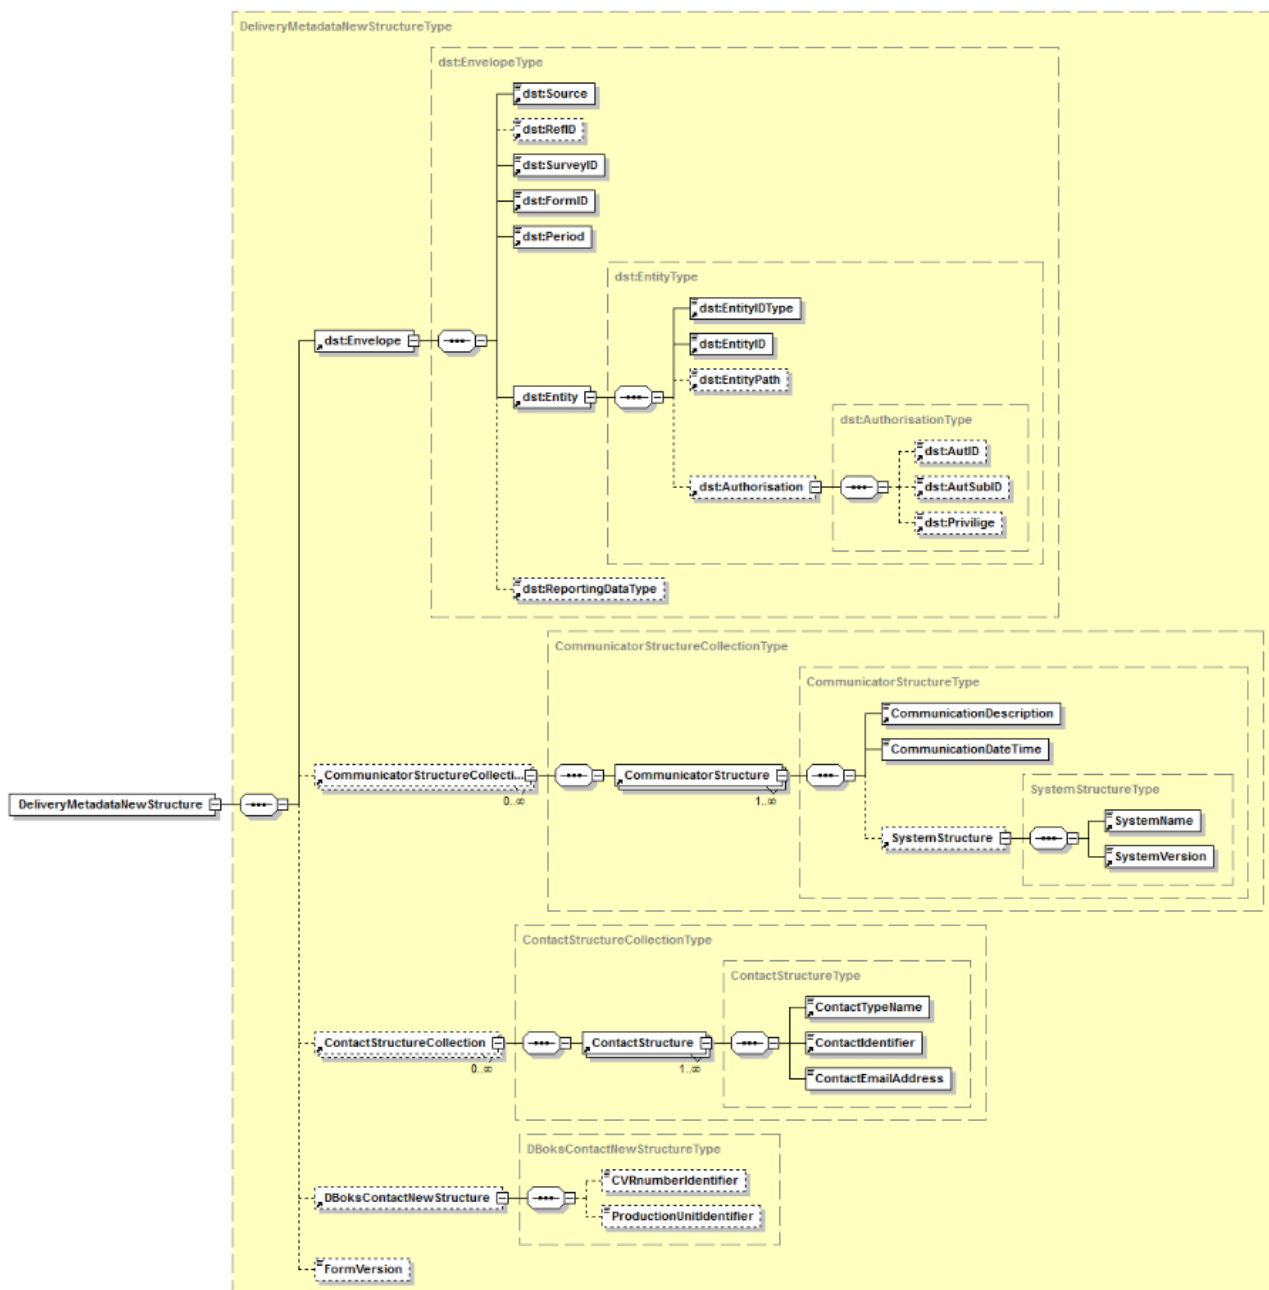 DeliveryMetadataNewStructureType
dst:EnvelopeType
dst:Source
dst:RefID
dst:SurveyID
dst:FormID
dst:Period
dst:EntityType
dst:EntityIDType
dst:Envelope
dst:EntityID
dst:EntityPath
dst:Entity
dst:AuthorisationType
dst:AutID
dst:Authorisation
dst:AutSubID
dst:Privilige
dst:ReportingDataType
CommunicatorStructureCollectionType
CommunicatorStructureType
CommunicationDescription
CommunicationDateTime
CommunicatorStructureCollecti...
0..∞
CommunicatorStructure
1..∞
SystemStructureType
DeliveryMetadataNewStructure
SystemName
SystemStructure
SystemVersion
ContactStructureCollectionType
ContactStructureType
ContactTypeName
ContactStructureCollection
0..∞
ContactStructure
1..∞
ContactIdentifier
ContactEmailAddress
DBoksContactNewStructureType
CVRnumberIdentifier
DBoksContactNewStructure
ProductionUnitIdentifier
FormVersion